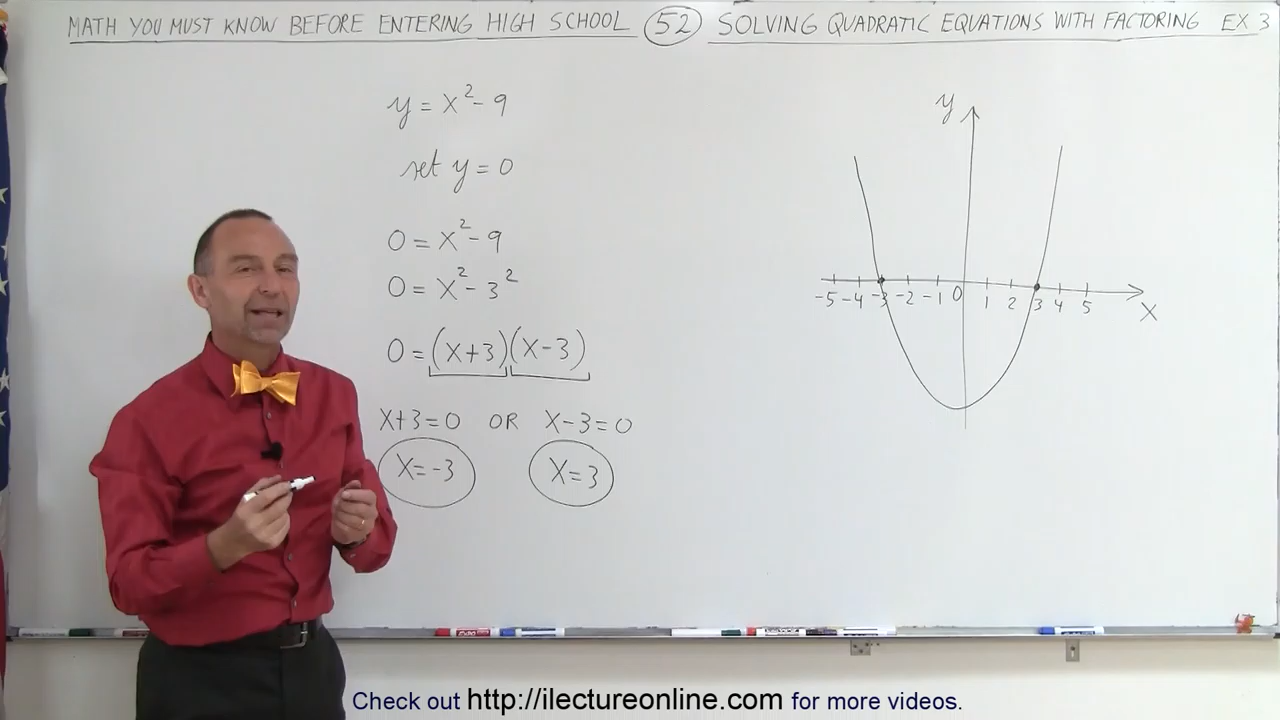 MATH YOU MUST KNOW BEFORE ENTERING HIGH SCHOOL 52 SOLVING QUADRATIC EQUATIONS WITH FACTORING EX 3
y = x² - 9
set y = 0
0 = x² - 9
0 = x² - 3²
0 = (x+3)(x-3)
x+3=0 OR x-3=0
x=-3 x=3
y
-5 -4 -3 -2 -1 0 1 2 3 4 5
x
Check out http://ilectureonline.com for more videos.